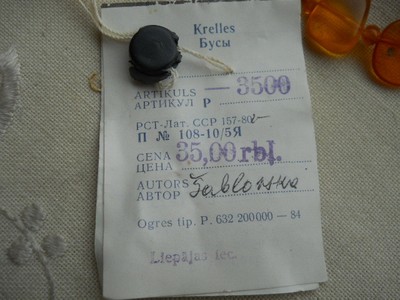 Krelles
Бусы
ARTIKULS
АРТИКУЛ Р — 3500
РСТ-Лат. ССР 157-80
П № 108-10/5Я
CENA
ЦЕНА 35,00 rbl.
AUTORS
АВТОР
Ogres tip. P. 632 200000 — 84
Liepājas iec.